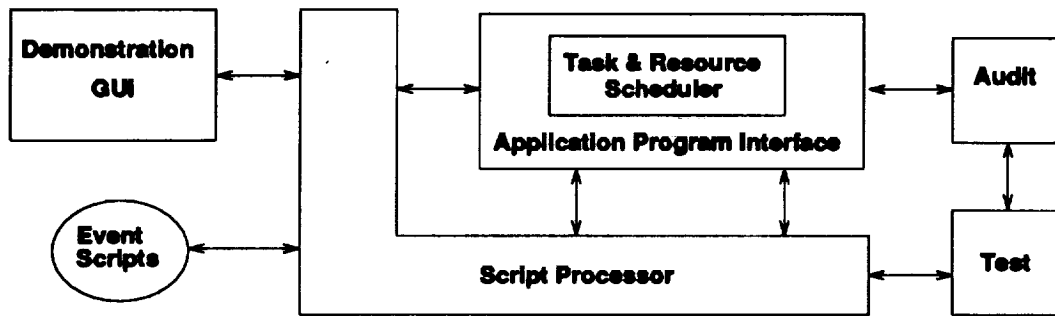 Demonstration
GUI
Task & Resource
Scheduler
Application Program Interface
Audit
Event
Scripts
Script Processor
Test